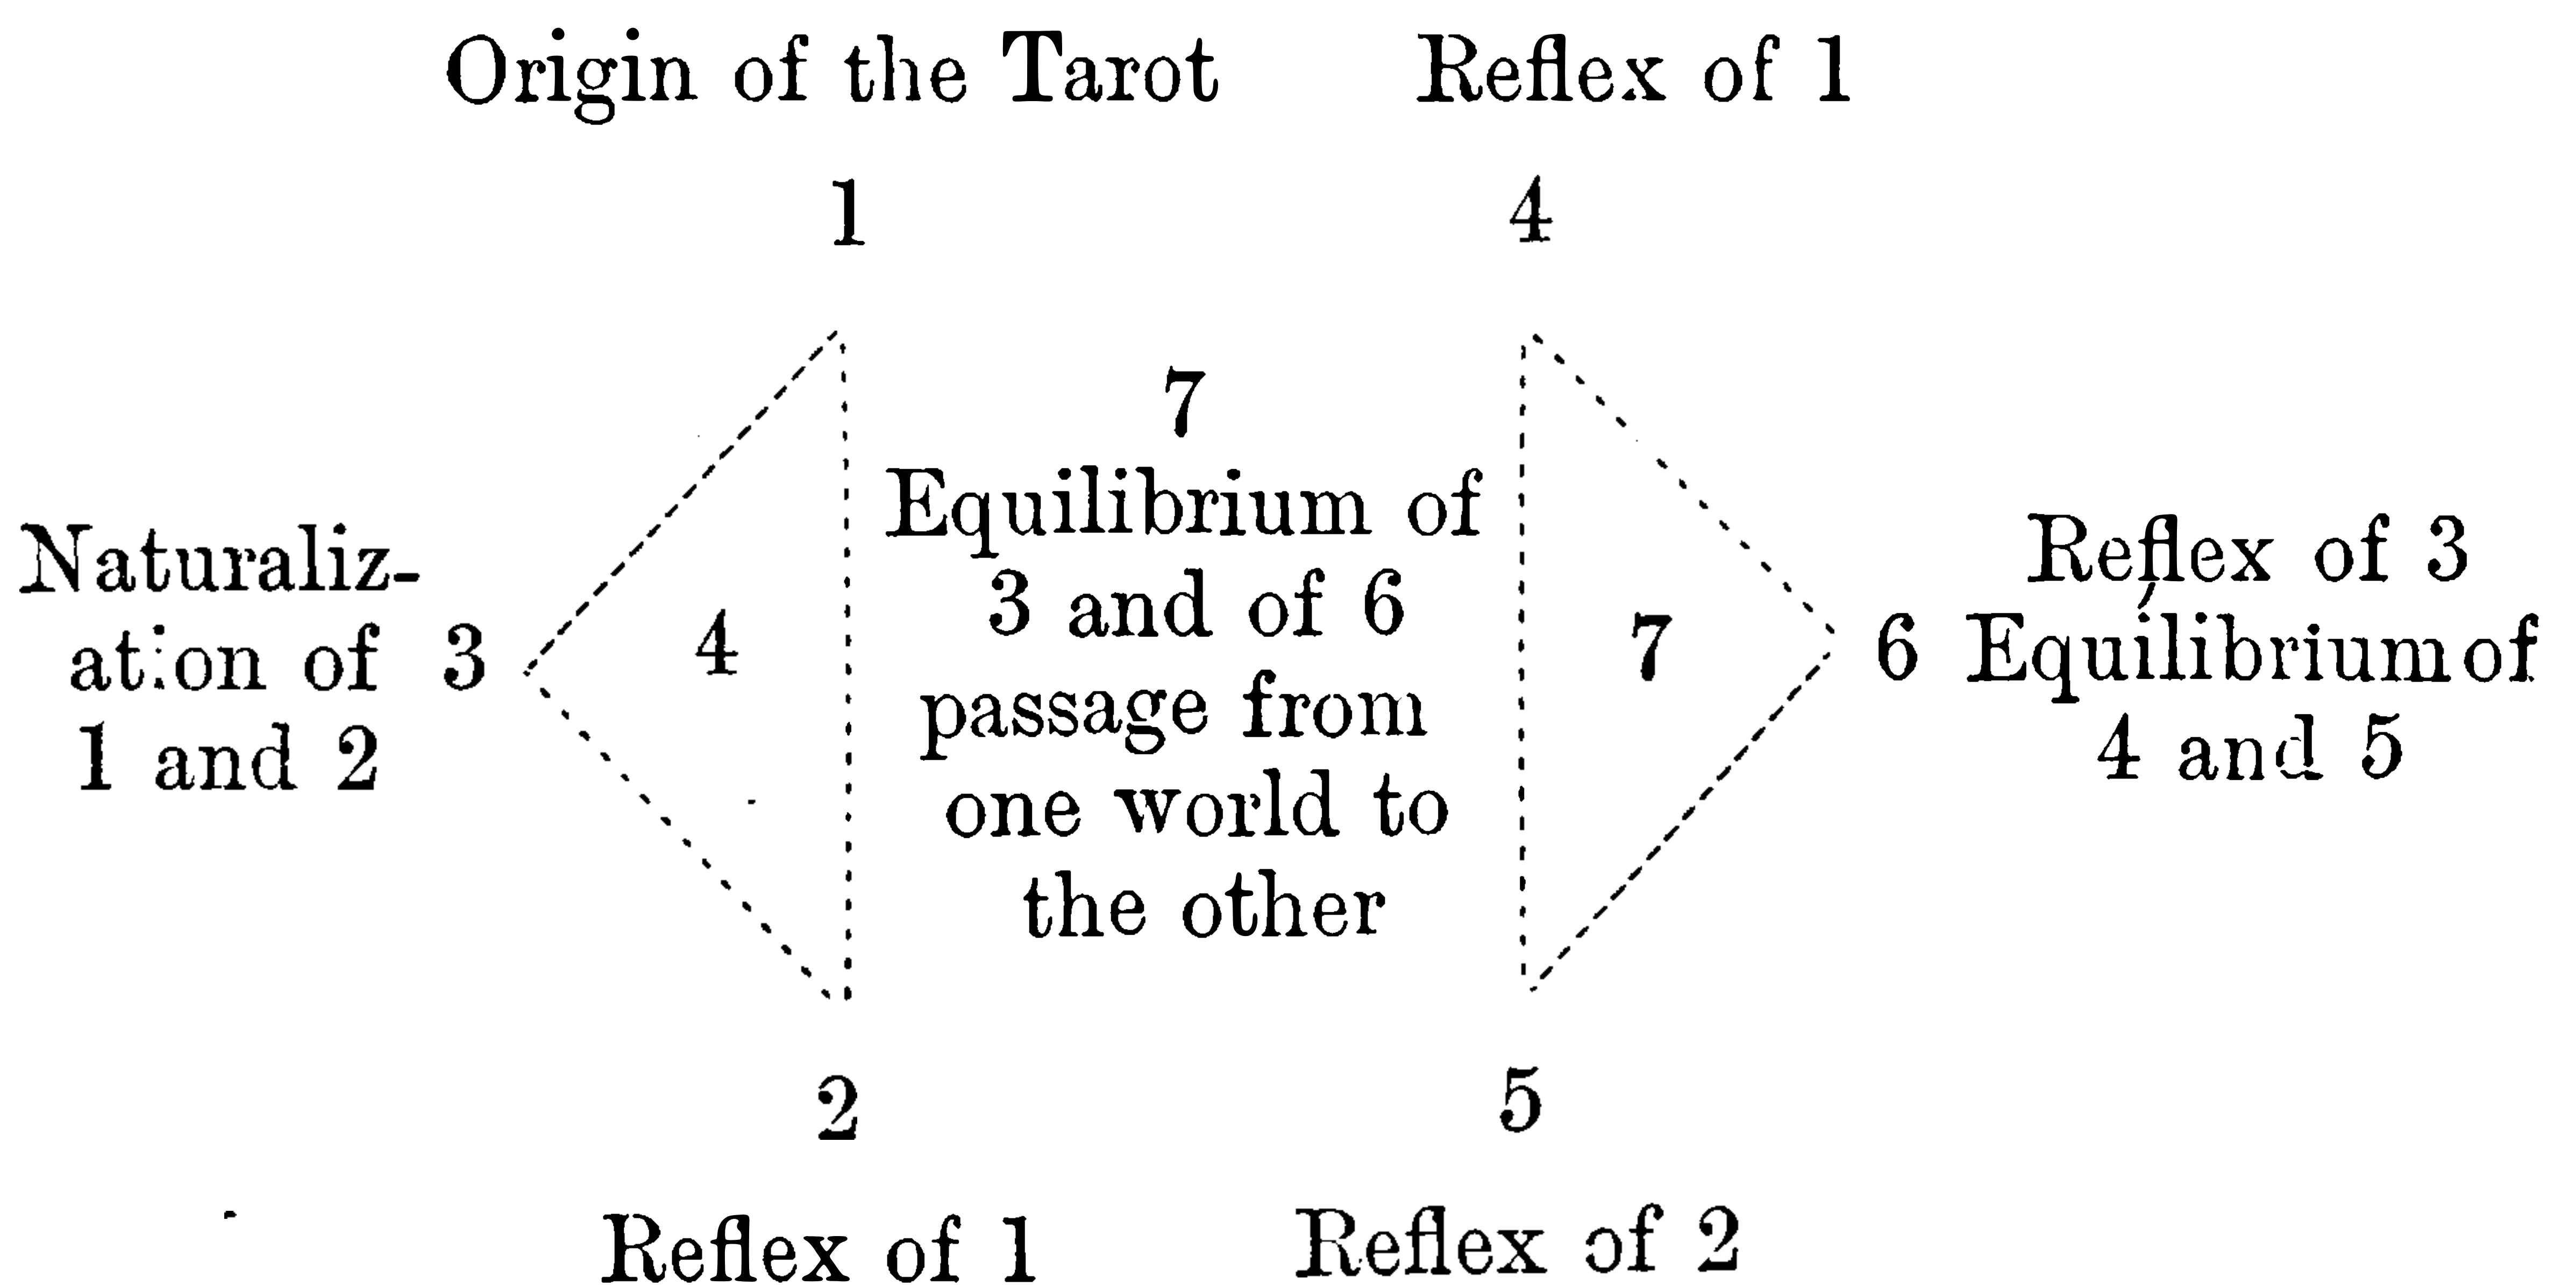 Origin of the Tarot
Reflex of 1
1
4
7
Equilibrium of
3 and of 6
passage from
one world to
the other
Naturaliz-
ation of
1 and 2
3
4
7
6
Reflex of 3
Equilibrium of
4 and 5
2
5
Reflex of 1
Reflex of 2